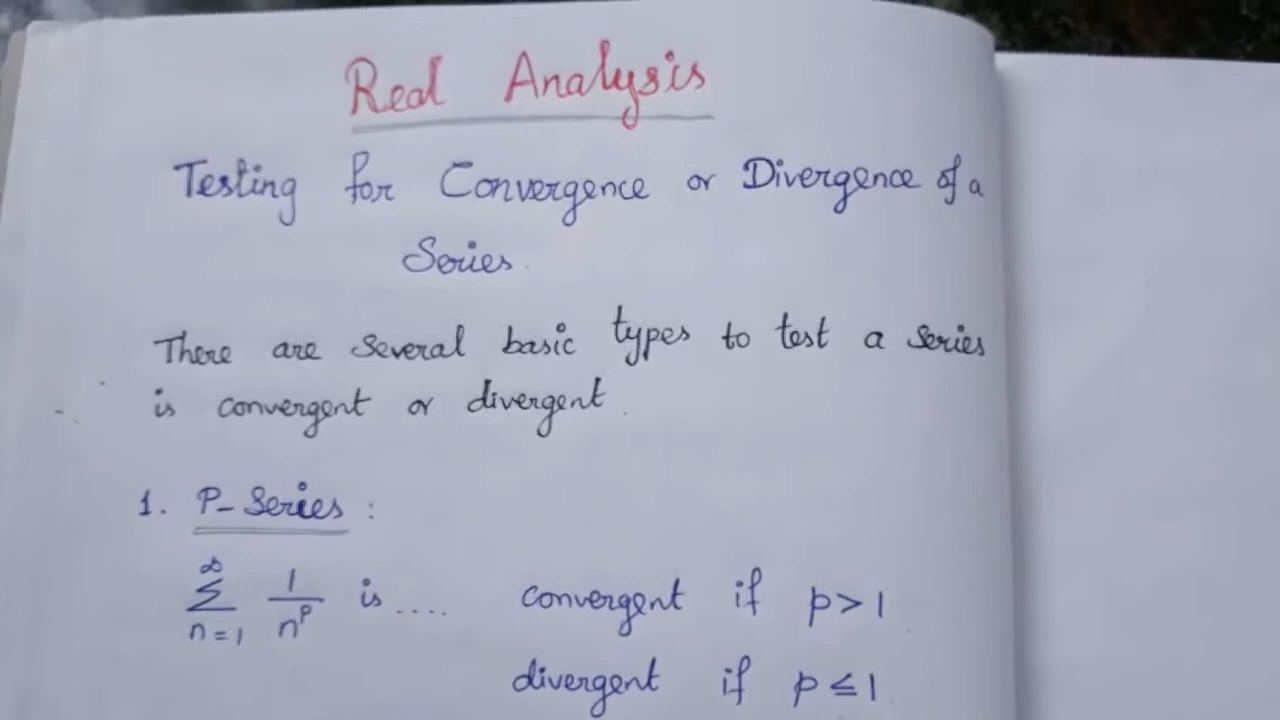 Real Analysis
Testing for Convergence or Divergence of a
Series.
There are several basic types to test a series
is convergent or divergent.
1. P-Series :
∞
∑ 1/n^p is .... convergent if p > 1
n=1
divergent if p ≤ 1